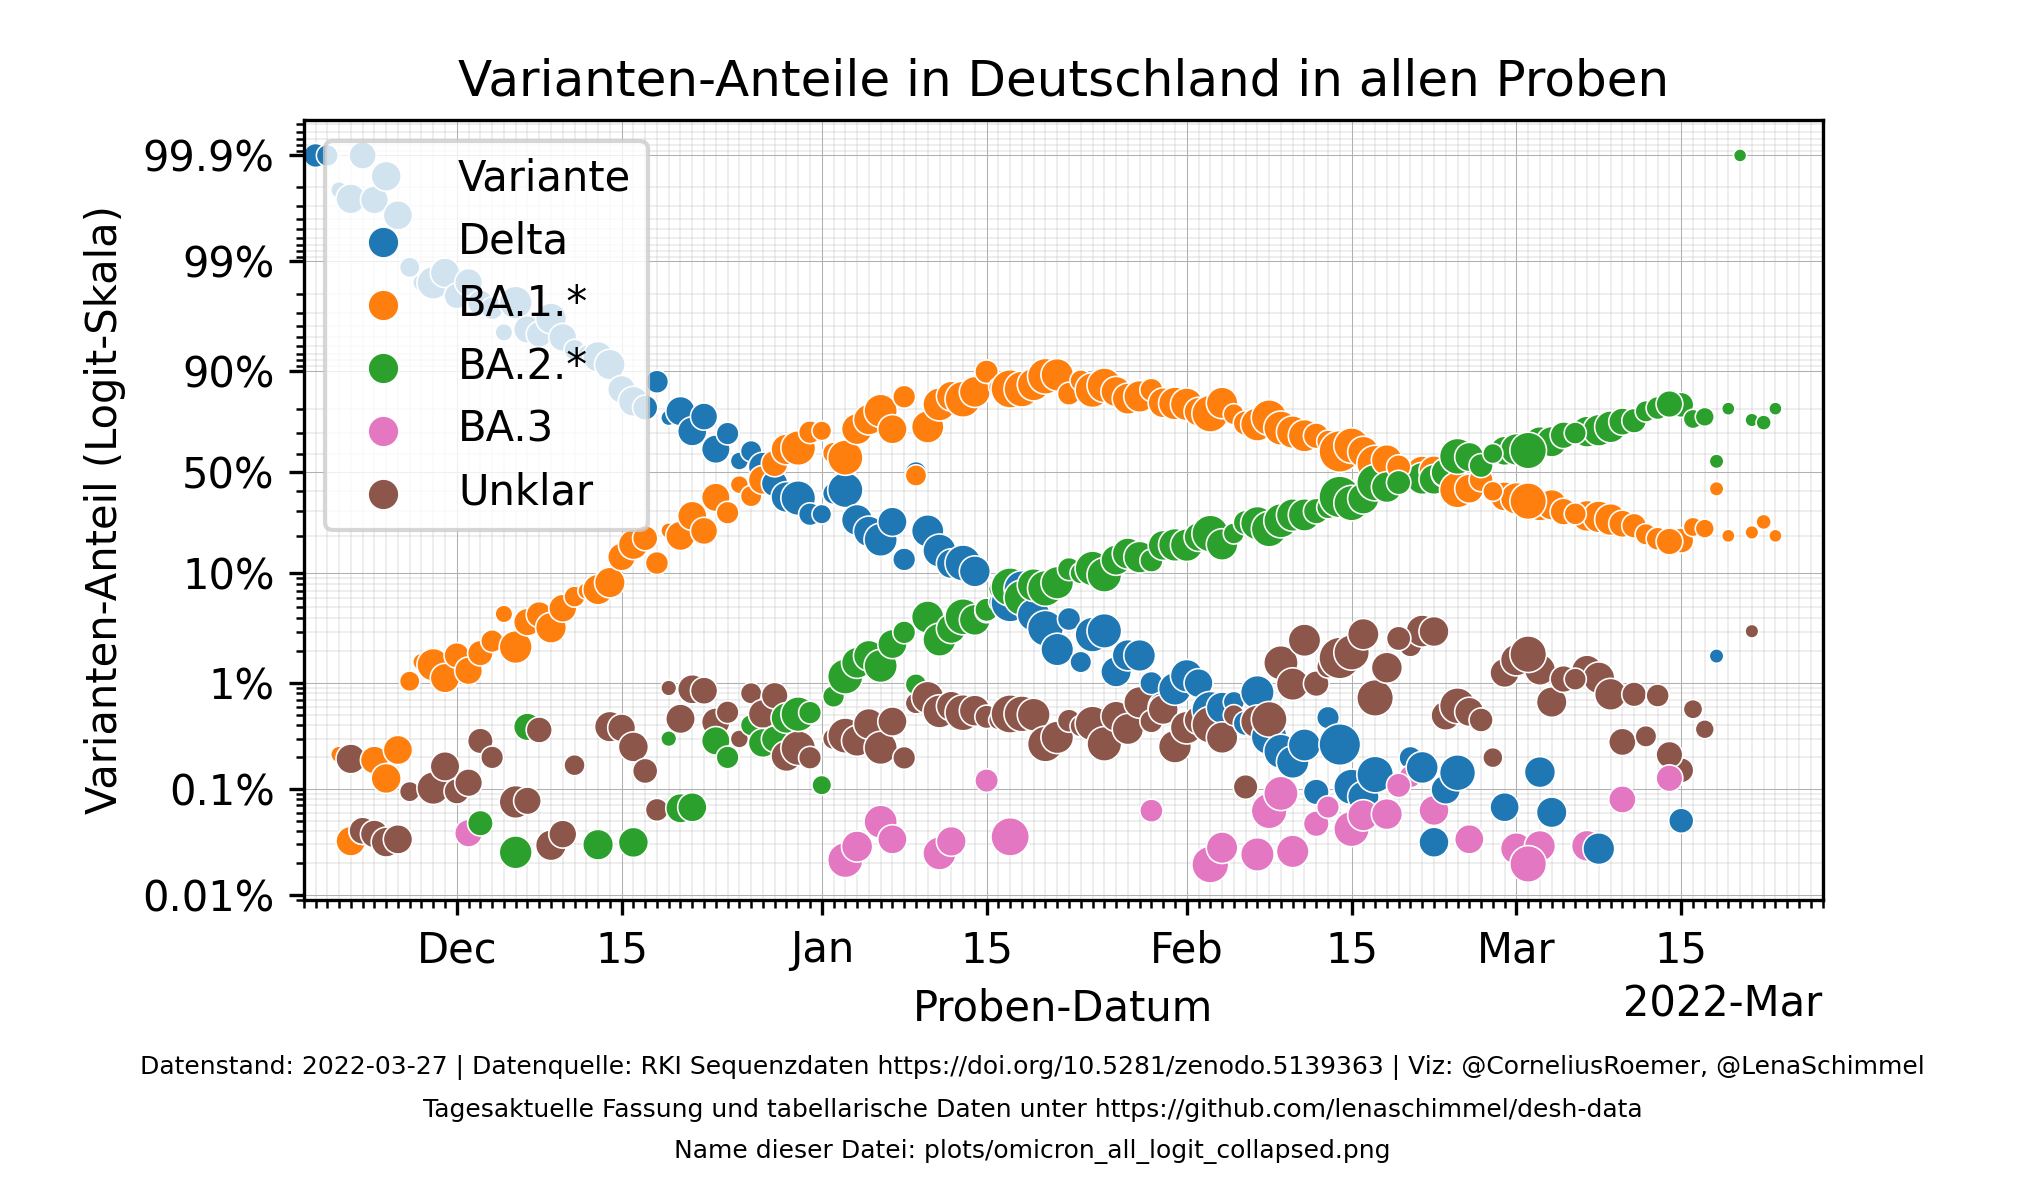 Varianten-Anteile in Deutschland in allen Proben
Varianten-Anteil (Logit-Skala)
99.9%
99%
90%
50%
10%
1%
0.1%
0.01%
Variante
Delta
BA.1.*
BA.2.*
BA.3
Unklar
Dec 15 Jan 15 Feb 15 Mar 15
Proben-Datum
2022-Mar
Datenstand: 2022-03-27 | Datenquelle: RKI Sequenzdaten https://doi.org/10.5281/zenodo.5139363 | Viz: @CorneliusRoemer, @LenaSchimmel
Tagesaktuelle Fassung und tabellarische Daten unter https://github.com/lenaschimmel/desh-data
Name dieser Datei: plots/omicron_all_logit_collapsed.png